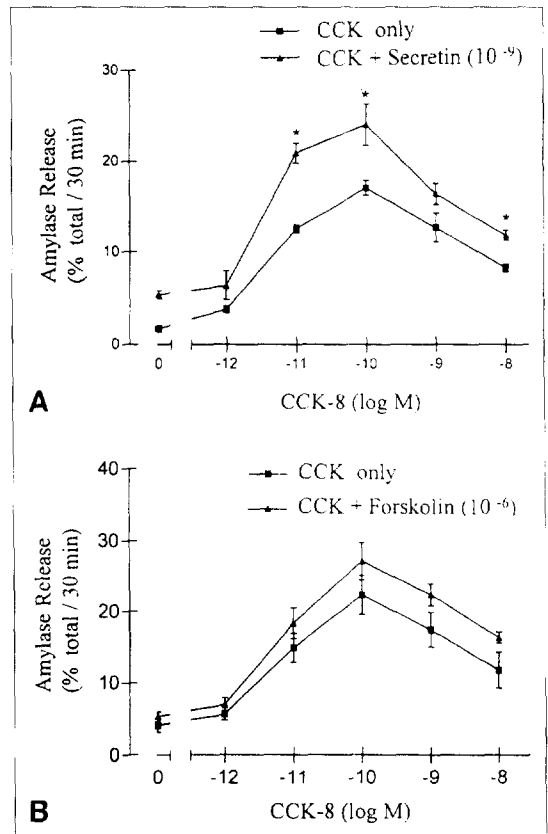 CCK only
CCK + Secretin (10 ⁻⁹)
30
20
10
0
Amylase Release
(% total / 30 min)
* * *
0 -12 -11 -10 -9 -8
CCK-8 (log M)
A
CCK only
CCK + Forskolin (10 ⁻⁶)
40
30
20
10
0
Amylase Release
(% total / 30 min)
0 -12 -11 -10 -9 -8
CCK-8 (log M)
B